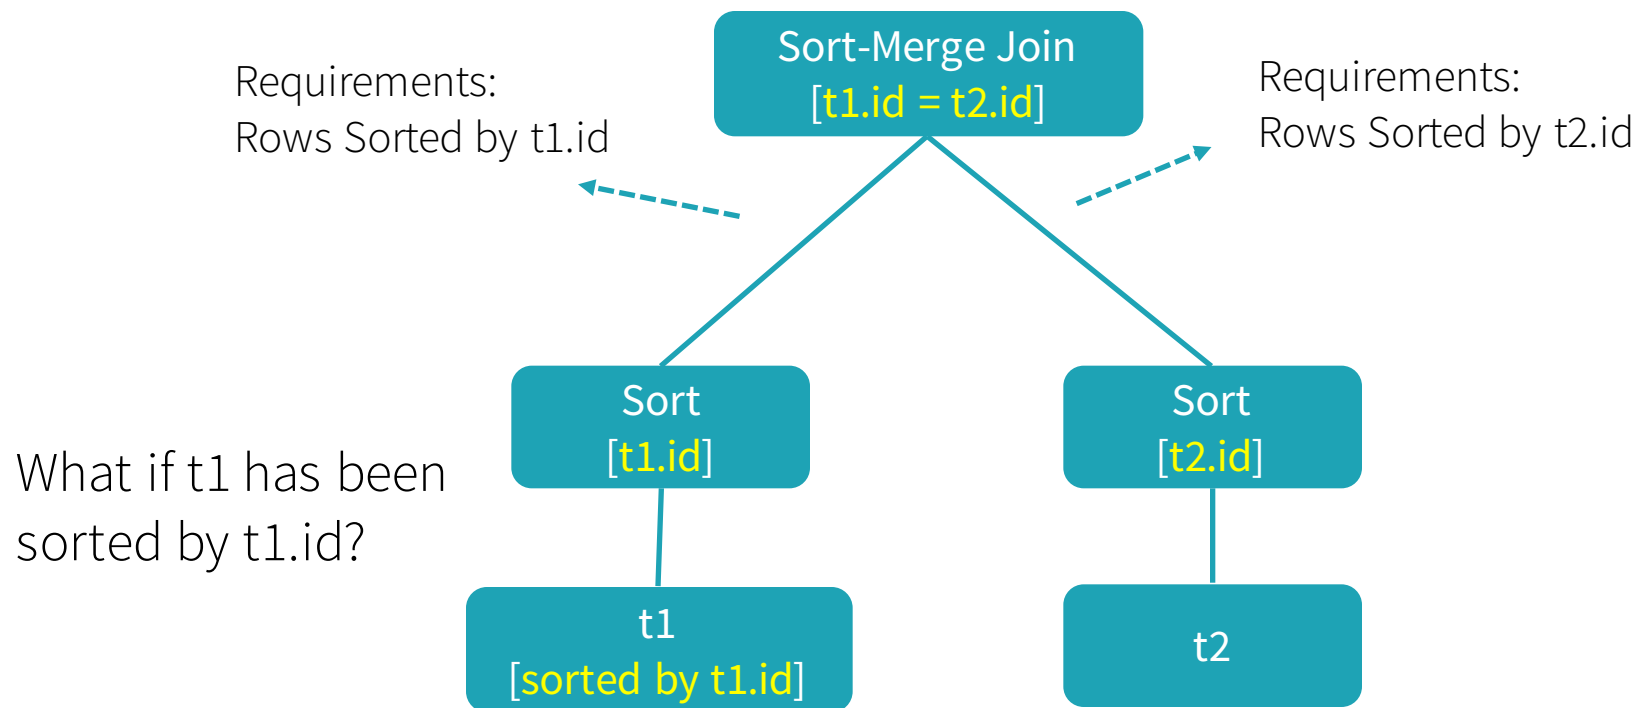 Sort-Merge Join
[t1.id = t2.id]
Requirements:
Rows Sorted by t1.id
Requirements:
Rows Sorted by t2.id
Sort
[t1.id]
Sort
[t2.id]
What if t1 has been
sorted by t1.id?
t1
[sorted by t1.id]
t2